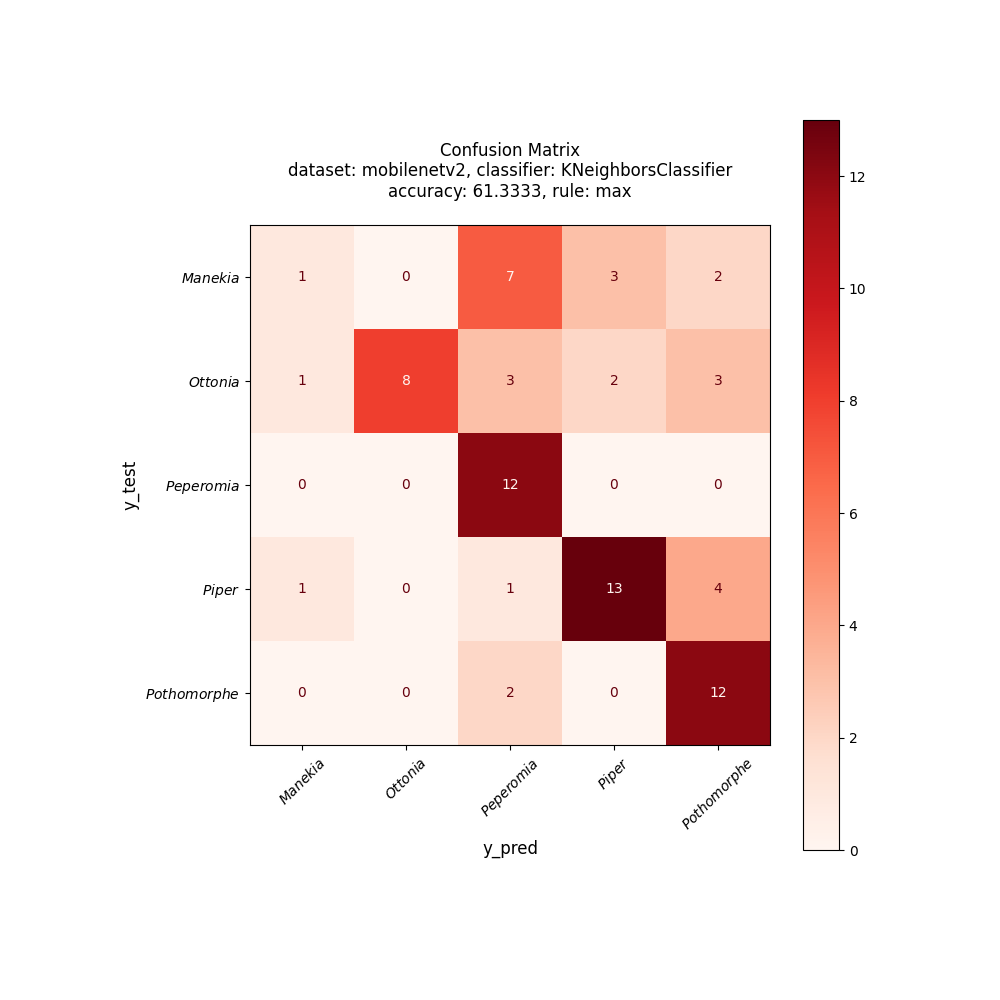 Confusion Matrix
dataset: mobilenetv2, classifier: KNeighborsClassifier
accuracy: 61.3333, rule: max
y_test
Manekia 1 0 7 3 2
Ottonia 1 8 3 2 3
Peperomia 0 0 12 0 0
Piper 1 0 1 13 4
Pothomorphe 0 0 2 0 12
Manekia Ottonia Peperomia Piper Pothomorphe
y_pred
12
10
8
6
4
2
0